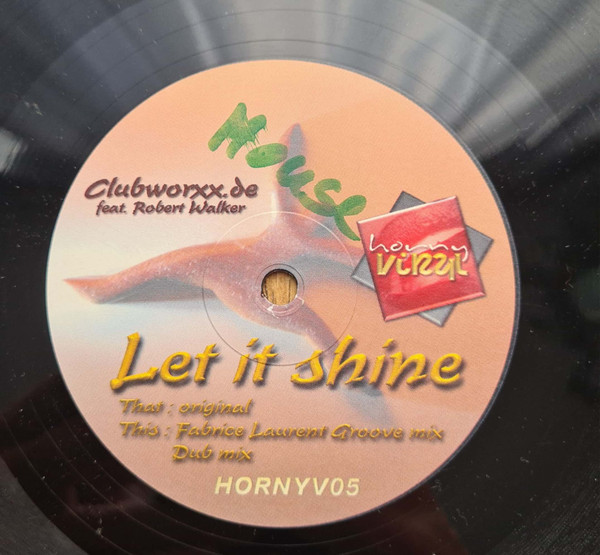 Mouse
Clubworxx.de
feat. Robert Walker
horny
vinyl
Let it shine
That : original
This : Fabrice Laurent Groove mix
Dub mix
HORNYV05